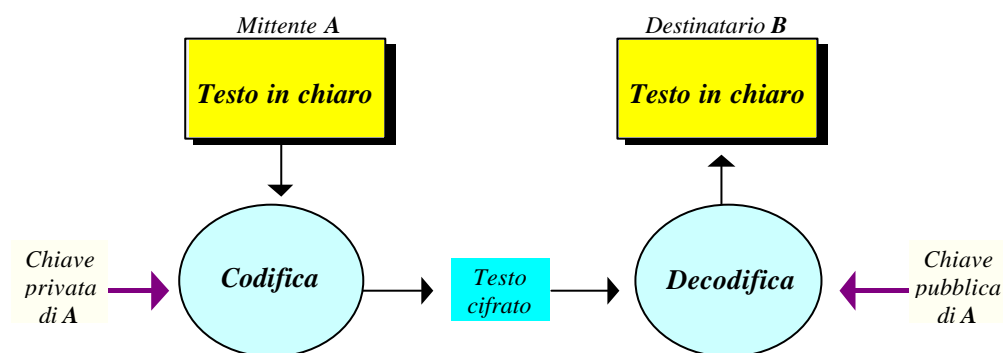 Mittente A
Destinatario B
Testo in chiaro
Testo in chiaro
Chiave
privata
di A
Codifica
Testo
cifrato
Decodifica
Chiave
pubblica
di A